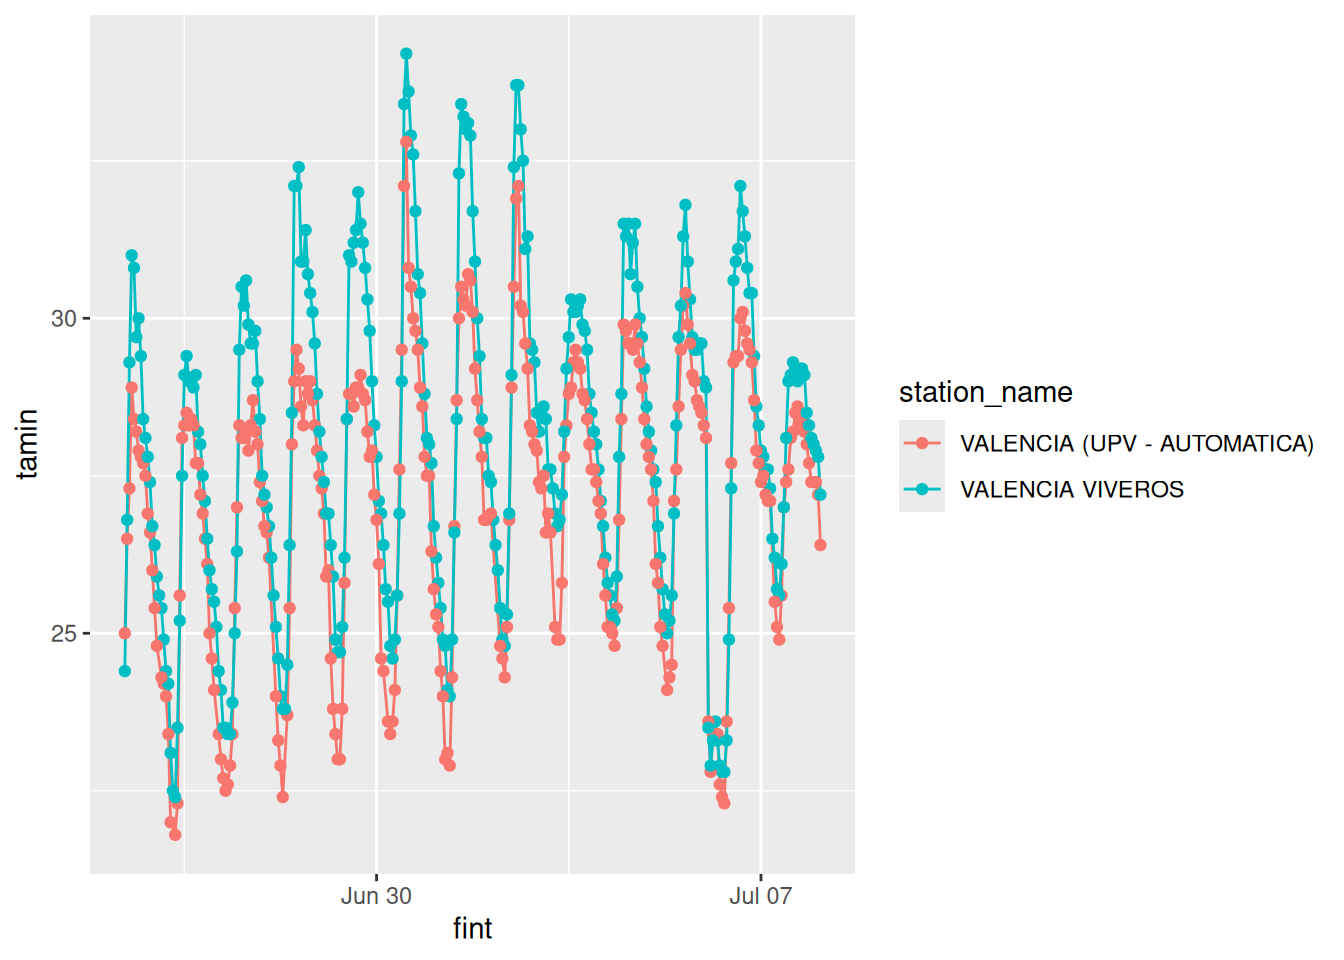 tamin
30
25
Jun 30
Jul 07
fint
station_name
VALENCIA (UPV - AUTOMATICA)
VALENCIA VIVEROS